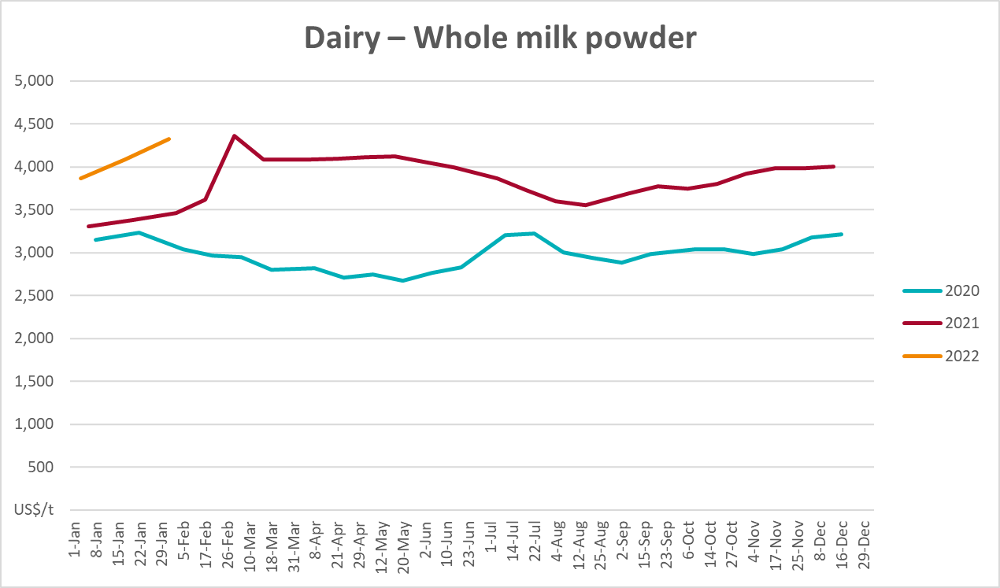 Dairy – Whole milk powder
5,000
4,500
4,000
3,500
3,000
2,500
2,000
1,500
1,000
500
US$/t
1-Jan
8-Jan
15-Jan
22-Jan
29-Jan
5-Feb
17-Feb
26-Feb
10-Mar
18-Mar
31-Mar
8-Apr
21-Apr
29-Apr
12-May
20-May
2-Jun
10-Jun
23-Jun
1-Jul
14-Jul
22-Jul
4-Aug
12-Aug
25-Aug
2-Sep
15-Sep
23-Sep
6-Oct
14-Oct
27-Oct
4-Nov
17-Nov
25-Nov
8-Dec
16-Dec
29-Dec
2020
2021
2022